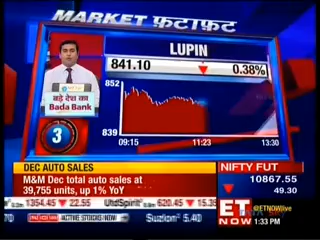 MARKET फ़टाफ़ट
LUPIN
841.10 0.38%
852
839
09:15 11:23 13:30
बड़े देश का
Bada Bank
3
DEC AUTO SALES
M&M Dec total auto sales at
39,755 units, up 1% YoY
NIFTY FUT
10867.55
49.30
1354.45 22.55 UtdSpirit 620.45 15.35
ACTIVE STOCKS NOW Suzlon 5.40
ET NOW
@ETNOWlive
1:33 PM